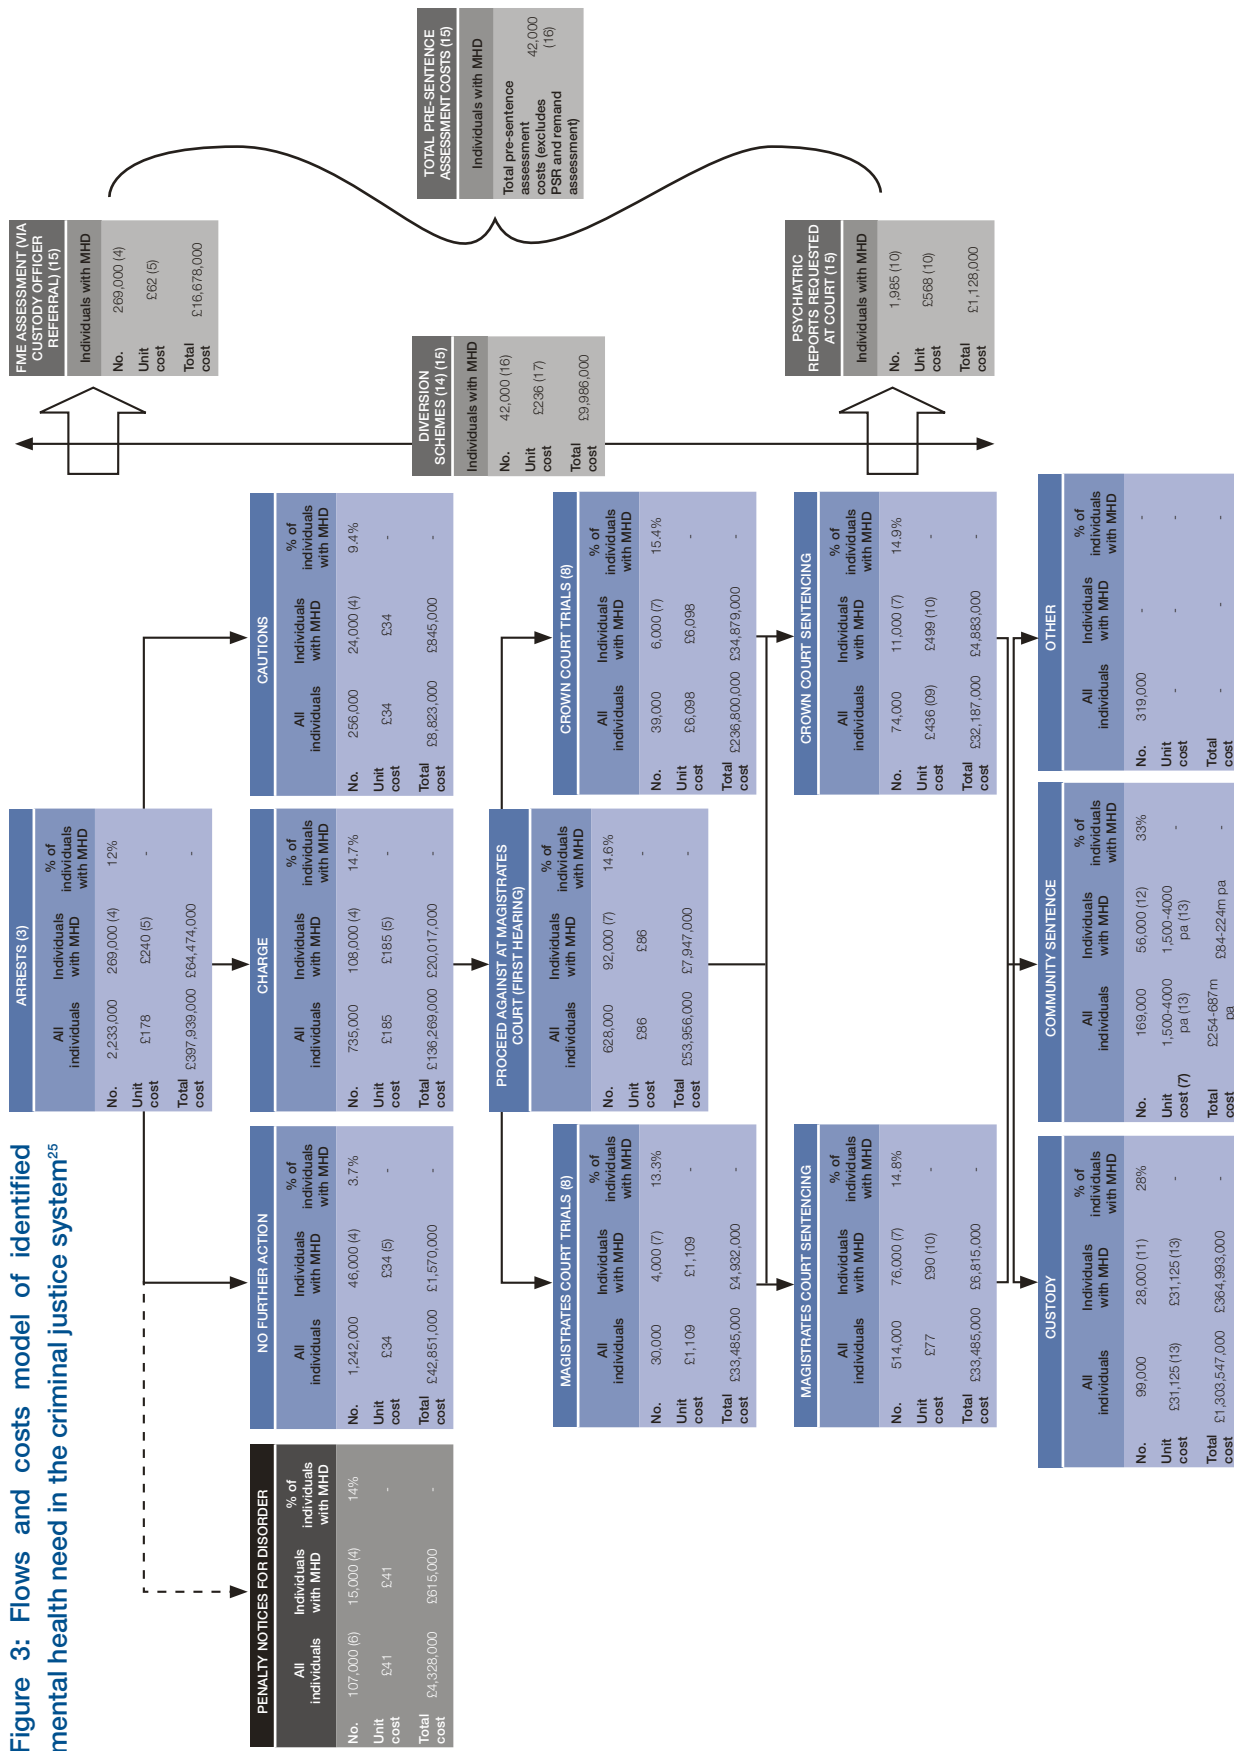 Figure 3: Flows and costs model of identified
mental health need in the criminal justice system25
ARRESTS (3)
All individuals Individuals with MHD % of individuals with MHD
No. 2,233,000 269,000 (4) 12%
Unit cost £178 £240 (5) -
Total cost £397,939,000 £64,474,000 -
PENALTY NOTICES FOR DISORDER
All individuals Individuals with MHD % of individuals with MHD
No. 107,000 (6) 15,000 (4) 14%
Unit cost £41 £41 -
Total cost £4,328,000 £615,000 -
NO FURTHER ACTION
All individuals Individuals with MHD % of individuals with MHD
No. 1,242,000 46,000 (4) 3.7%
Unit cost £34 £34 (5) -
Total cost £42,851,000 £1,570,000 -
CHARGE
All individuals Individuals with MHD % of individuals with MHD
No. 735,000 108,000 (4) 14.7%
Unit cost £185 £185 (5) -
Total cost £136,269,000 £20,017,000 -
CAUTIONS
All individuals Individuals with MHD % of individuals with MHD
No. 256,000 24,000 (4) 9.4%
Unit cost £34 £34 -
Total cost £8,823,000 £845,000 -
PROCEED AGAINST AT MAGISTRATES
COURT (FIRST HEARING)
All individuals Individuals with MHD % of individuals with MHD
No. 628,000 92,000 (7) 14.6%
Unit cost £86 £86 -
Total cost £53,956,000 £7,947,000 -
MAGISTRATES COURT TRIALS (8)
All individuals Individuals with MHD % of individuals with MHD
No. 30,000 4,000 (7) 13.3%
Unit cost £1,109 £1,109 -
Total cost £33,485,000 £4,932,000 -
CROWN COURT TRIALS (8)
All individuals Individuals with MHD % of individuals with MHD
No. 39,000 6,000 (7) 15.4%
Unit cost £6,098 £6,098 -
Total cost £236,800,000 £34,879,000 -
MAGISTRATES COURT SENTENCING
All individuals Individuals with MHD % of individuals with MHD
No. 514,000 76,000 (7) 14.8%
Unit cost £77 £90 (10) -
Total cost £33,485,000 £6,815,000 -
CROWN COURT SENTENCING
All individuals Individuals with MHD % of individuals with MHD
No. 74,000 11,000 (7) 14.9%
Unit cost £436 (09) £499 (10) -
Total cost £32,187,000 £4,883,000 -
CUSTODY
All individuals Individuals with MHD % of individuals with MHD
No. 99,000 28,000 (11) 28%
Unit cost £31,125 (13) £31,125 (13) -
Total cost £1,303,547,000 £364,993,000 -
COMMUNITY SENTENCE
All individuals Individuals with MHD % of individuals with MHD
No. 169,000 56,000 (12) 33%
Unit cost (7) 1,500-4000 pa (13) 1,500-4000 pa (13) -
Total cost £254-687m pa £84-224m pa -
OTHER
All individuals Individuals with MHD % of individuals with MHD
No. 319,000 - -
Unit cost - - -
Total cost - - -
FME ASSESSMENT (VIA
CUSTODY OFFICER
REFERRAL) (15)
Individuals with MHD
No. 269,000 (4)
Unit cost £62 (5)
Total cost £16,678,000
DIVERSION
SCHEMES (14) (15)
Individuals with MHD
No. 42,000 (16)
Unit cost £236 (17)
Total cost £9,986,000
PSYCHIATRIC
REPORTS REQUESTED
AT COURT (15)
Individuals with MHD
No. 1,985 (10)
Unit cost £568 (10)
Total cost £1,128,000
TOTAL PRE-SENTENCE
ASSESSMENT COSTS (15)
Individuals with MHD
Total pre-sentence 42,000
assessment (16)
costs (excludes
PSR and remand
assessment)